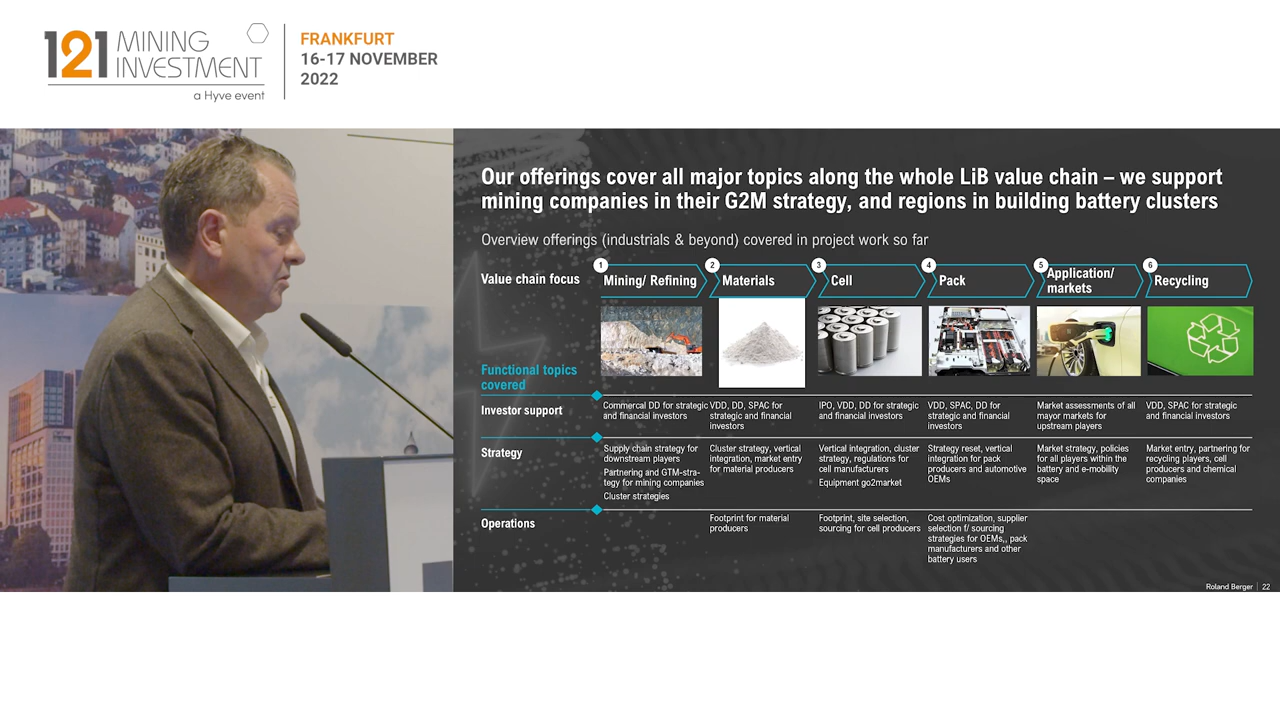 121 MINING
INVESTMENT
a Hyve event
FRANKFURT
16-17 NOVEMBER
2022
Our offerings cover all major topics along the whole LiB value chain – we support
mining companies in their G2M strategy, and regions in building battery clusters
Overview offerings (industrials & beyond) covered in project work so far
Value chain focus
1
Mining/ Refining
2
Materials
3
Cell
4
Pack
5
Application/
markets
6
Recycling
Functional topics
covered
Investor support
Commercal DD for strategic
and financial investors
VDD, DD, SPAC for
strategic and financial
investors
IPO, VDD, DD for strategic
and financial investors
VDD, SPAC, DD for
strategic and financial
investors
Market assessments of all
mayor markets for
upstream players
VDD, SPAC for strategic
and financial investors
Strategy
Supply chain strategy for
downstream players
Partnering and GTM-stra-
tegy for mining companies
Cluster strategies
Cluster strategy, vertical
integration, market entry
for material producers
Vertical integration, cluster
strategy, regulations for
cell manufacturers
Equipment go2market
Strategy reset, vertical
integration for pack
producers and automotive
OEMs
Market strategy, policies
for all players within the
battery and e-mobility
space
Market entry, partnering for
recycling players, cell
producers and chemical
companies
Operations
Footprint for material
producers
Footprint, site selection,
sourcing for cell producers
Cost optimization, supplier
selection f/ sourcing
strategies for OEMs,, pack
manufacturers and other
battery users
Roland Berger | 22